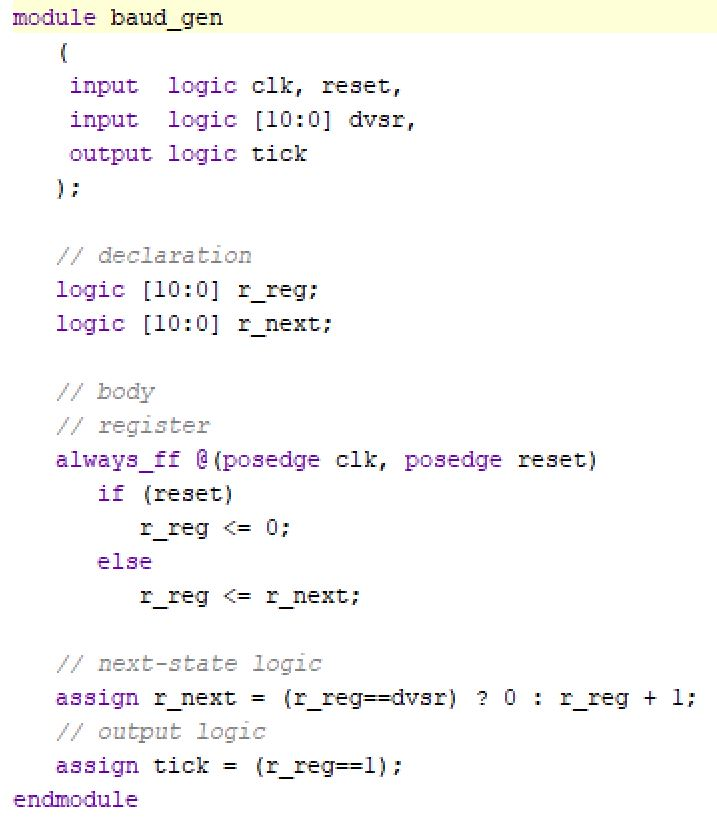 module baud_gen
(
input logic clk, reset,
input logic [10:0] dvsr,
output logic tick
);
// declaration
logic [10:0] r_reg;
logic [10:0] r_next;
// body
// register
always_ff @(posedge clk, posedge reset)
if (reset)
r_reg <= 0;
else
r_reg <= r_next;
// next-state logic
assign r_next = (r_reg==dvsr) ? 0 : r_reg + 1;
// output logic
assign tick = (r_reg==1);
endmodule